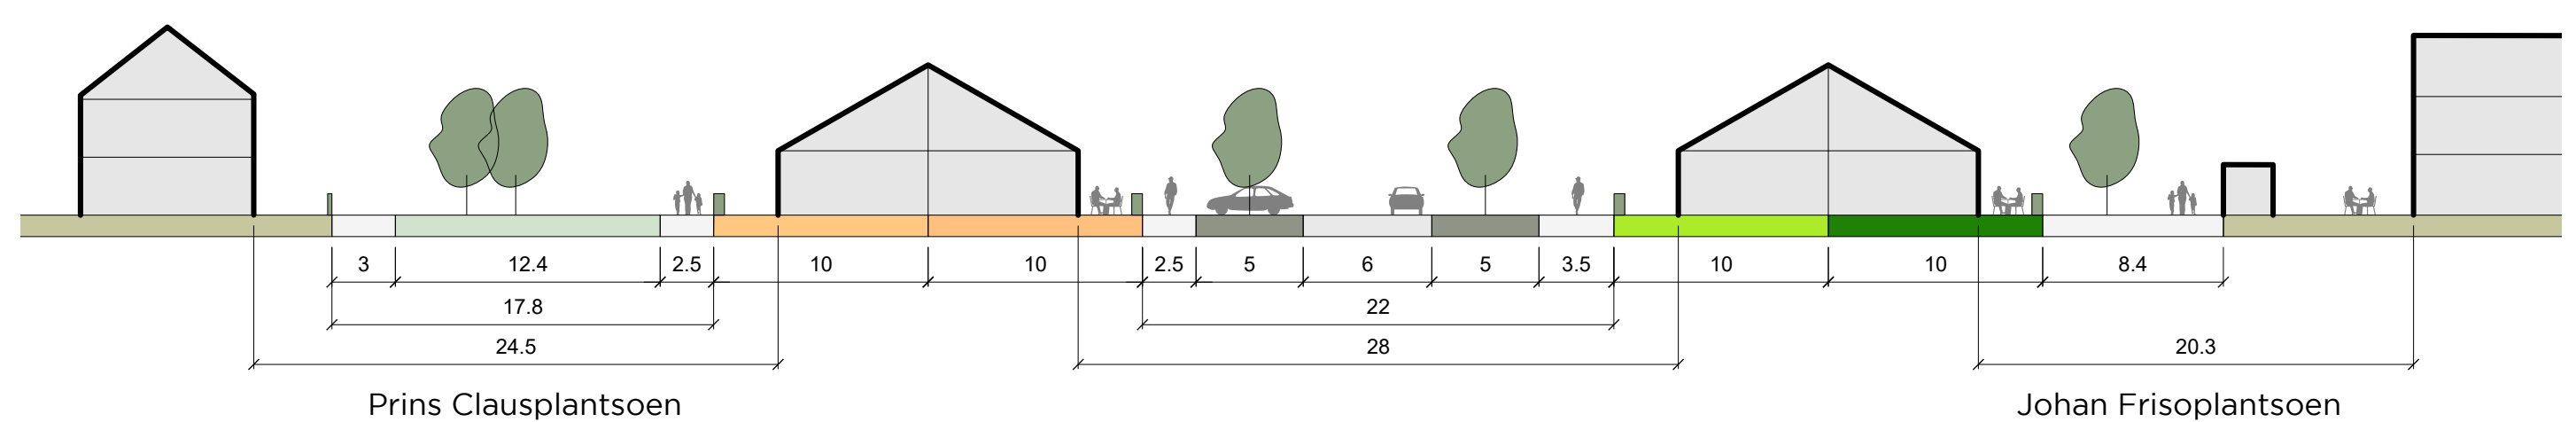 3 12.4 2.5 10 10 2.5 5 6 5 3.5 10 10 8.4
17.8 22
24.5 28 20.3
Prins Clausplantsoen Johan Frisoplantsoen